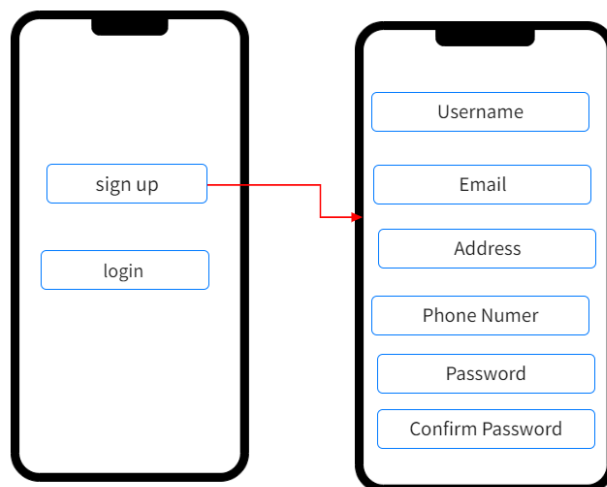 sign up
login
Username
Email
Address
Phone Numer
Password
Confirm Password